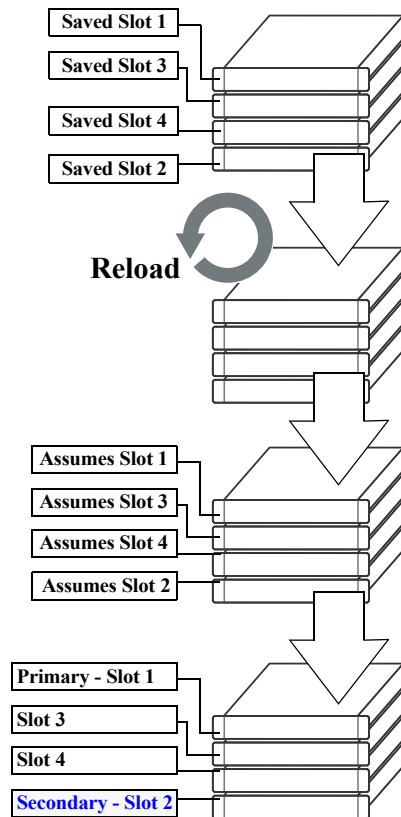 Saved Slot 1
Saved Slot 3
Saved Slot 4
Saved Slot 2
Reload
Assumes Slot 1
Assumes Slot 3
Assumes Slot 4
Assumes Slot 2
Primary - Slot 1
Slot 3
Slot 4
Secondary - Slot 2